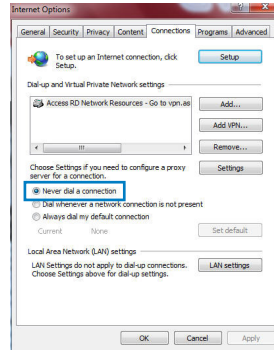 Internet Options
General Security Privacy Content Connections Programs Advanced
To set up an Internet connection, click
Setup.
Setup
Dial-up and Virtual Private Network settings
Access RD Network Resources - Go to vpn.as
Add...
Add VPN...
Remove...
Choose Settings if you need to configure a proxy
server for a connection.
Settings
Never dial a connection
Dial whenever a network connection is not present
Always dial my default connection
Current None
Set default
Local Area Network (LAN) settings
LAN Settings do not apply to dial-up connections.
Choose Settings above for dial-up settings.
LAN settings
OK Cancel Apply